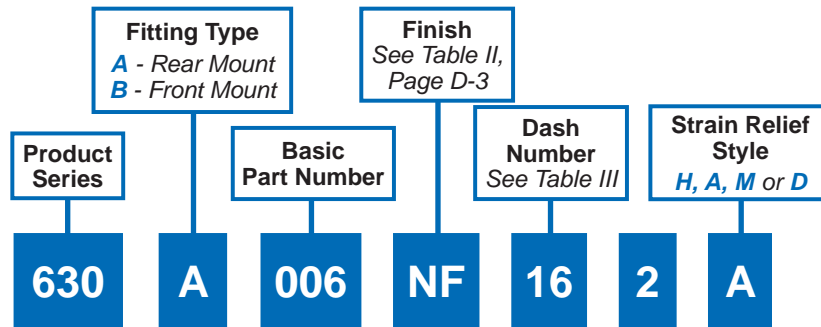 Fitting Type
A - Rear Mount
B - Front Mount
Finish
See Table II,
Page D-3
Product
Series
Basic
Part Number
Dash
Number
See Table III
Strain Relief
Style
H, A, M or D
630 A 006 NF 16 2 A